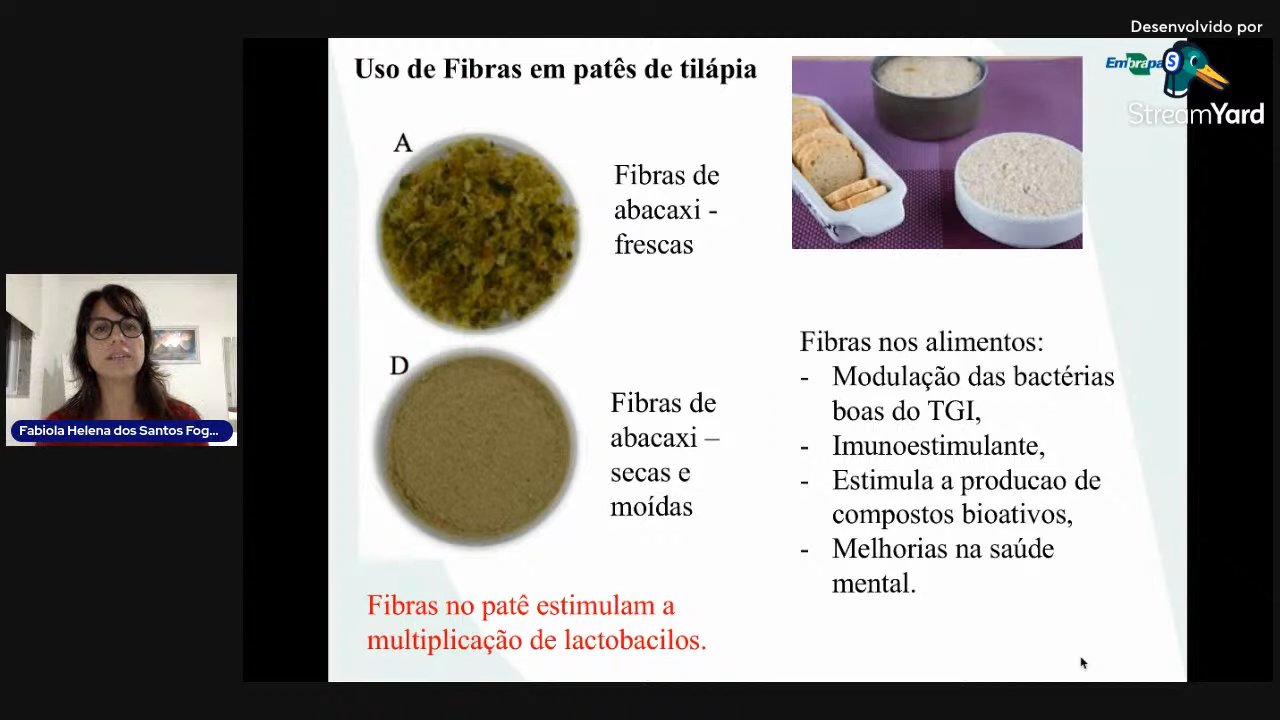 Desenvolvido por
StreamYard
Embrapa
Uso de Fibras em patês de tilápia
A
Fibras de
abacaxi -
frescas
D
Fibras de
abacaxi –
secas e
moídas
Fibras nos alimentos:
- Modulação das bactérias
boas do TGI,
- Imunoestimulante,
- Estimula a producao de
compostos bioativos,
- Melhorias na saúde
mental.
Fibras no patê estimulam a
multiplicação de lactobacilos.
Fabiola Helena dos Santos Fog...